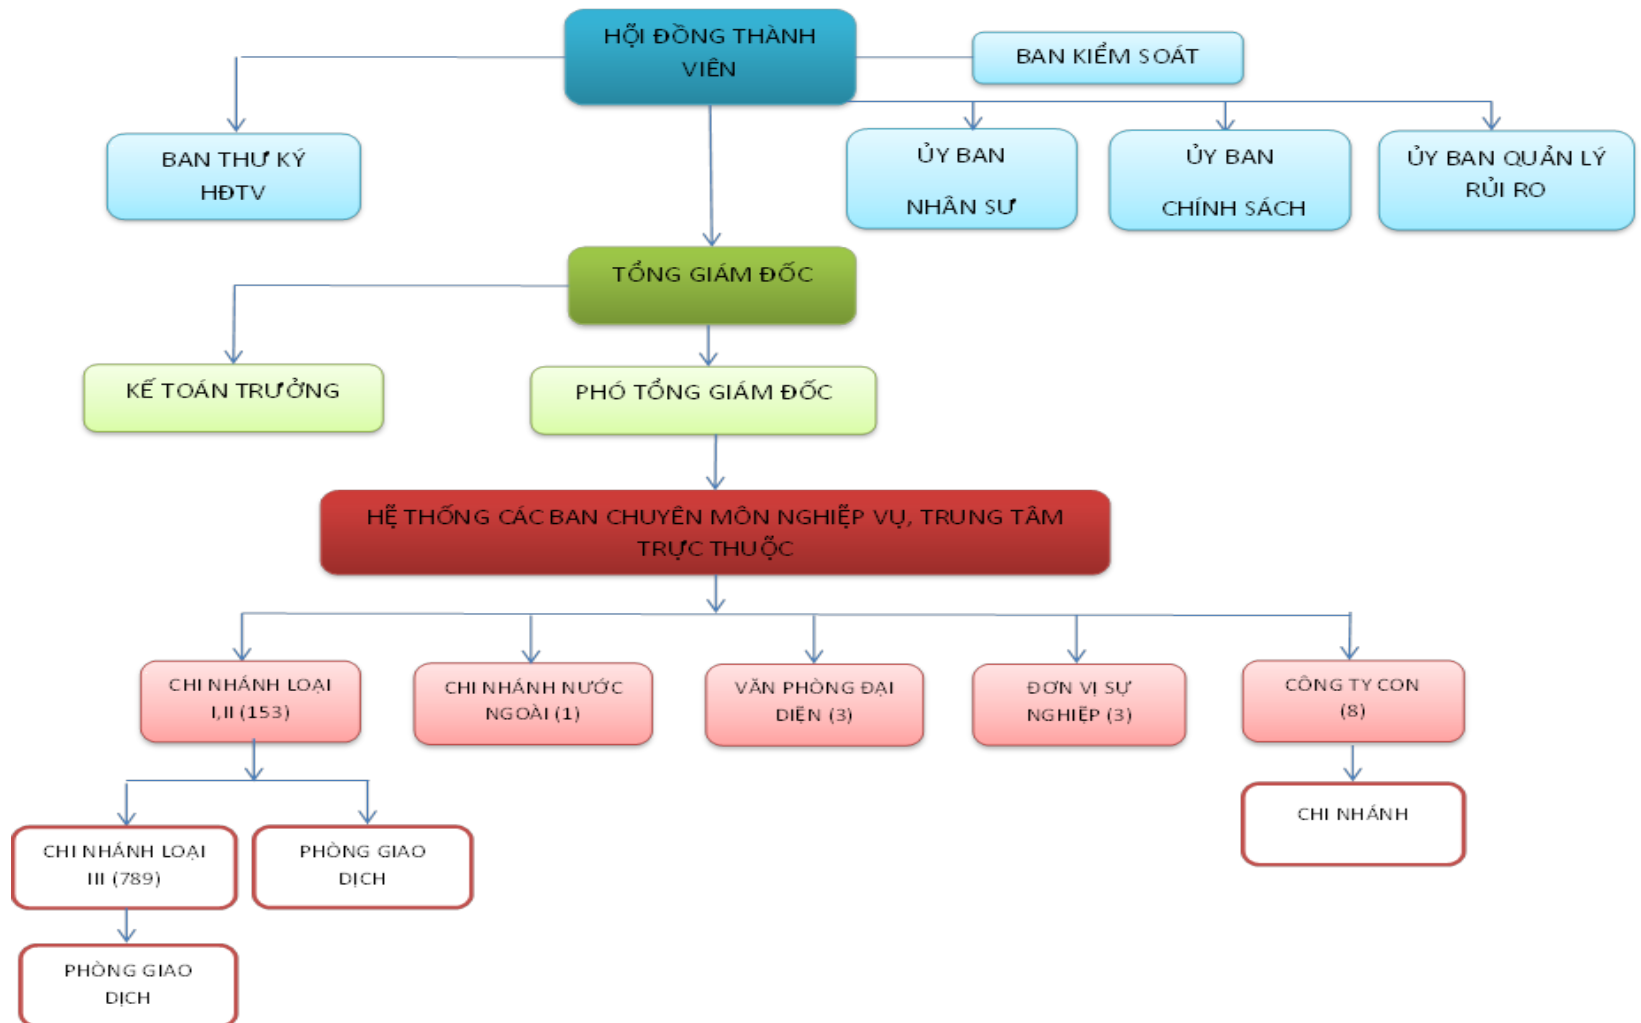 HỘI ĐỒNG THÀNH
VIÊN
BAN KIỂM SOÁT
BAN THƯ KÝ
HĐTV
ỦY BAN
NHÂN SƯ
ỦY BAN
CHÍNH SÁCH
ỦY BAN QUẢN LÝ
RỦI RO
TỔNG GIÁM ĐỐC
KẾ TOÁN TRƯỞNG
PHÓ TỔNG GIÁM ĐỐC
HỆ THỐNG CÁC BAN CHUYÊN MÔN NGHIỆP VỤ, TRUNG TÂM
TRỰC THUỘC
CHI NHÁNH LOẠI
I,II (153)
CHI NHÁNH NƯỚC
NGOÀI (1)
VĂN PHÒNG ĐẠI
DIỆN (3)
ĐƠN VỊ SỰ
NGHIỆP (3)
CÔNG TY CON
(8)
CHI NHÁNH LOẠI
III (789)
PHÒNG GIAO
DỊCH
CHI NHÁNH
PHÒNG GIAO
DỊCH